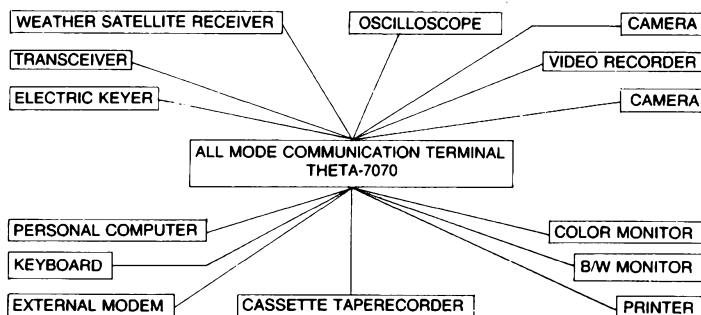 WEATHER SATELLITE RECEIVER
OSCILLOSCOPE
CAMERA
TRANSCEIVER
VIDEO RECORDER
ELECTRIC KEYER
CAMERA
ALL MODE COMMUNICATION TERMINAL
THETA-7070
PERSONAL COMPUTER
COLOR MONITOR
KEYBOARD
B/W MONITOR
EXTERNAL MODEM
CASSETTE TAPERECORDER
PRINTER